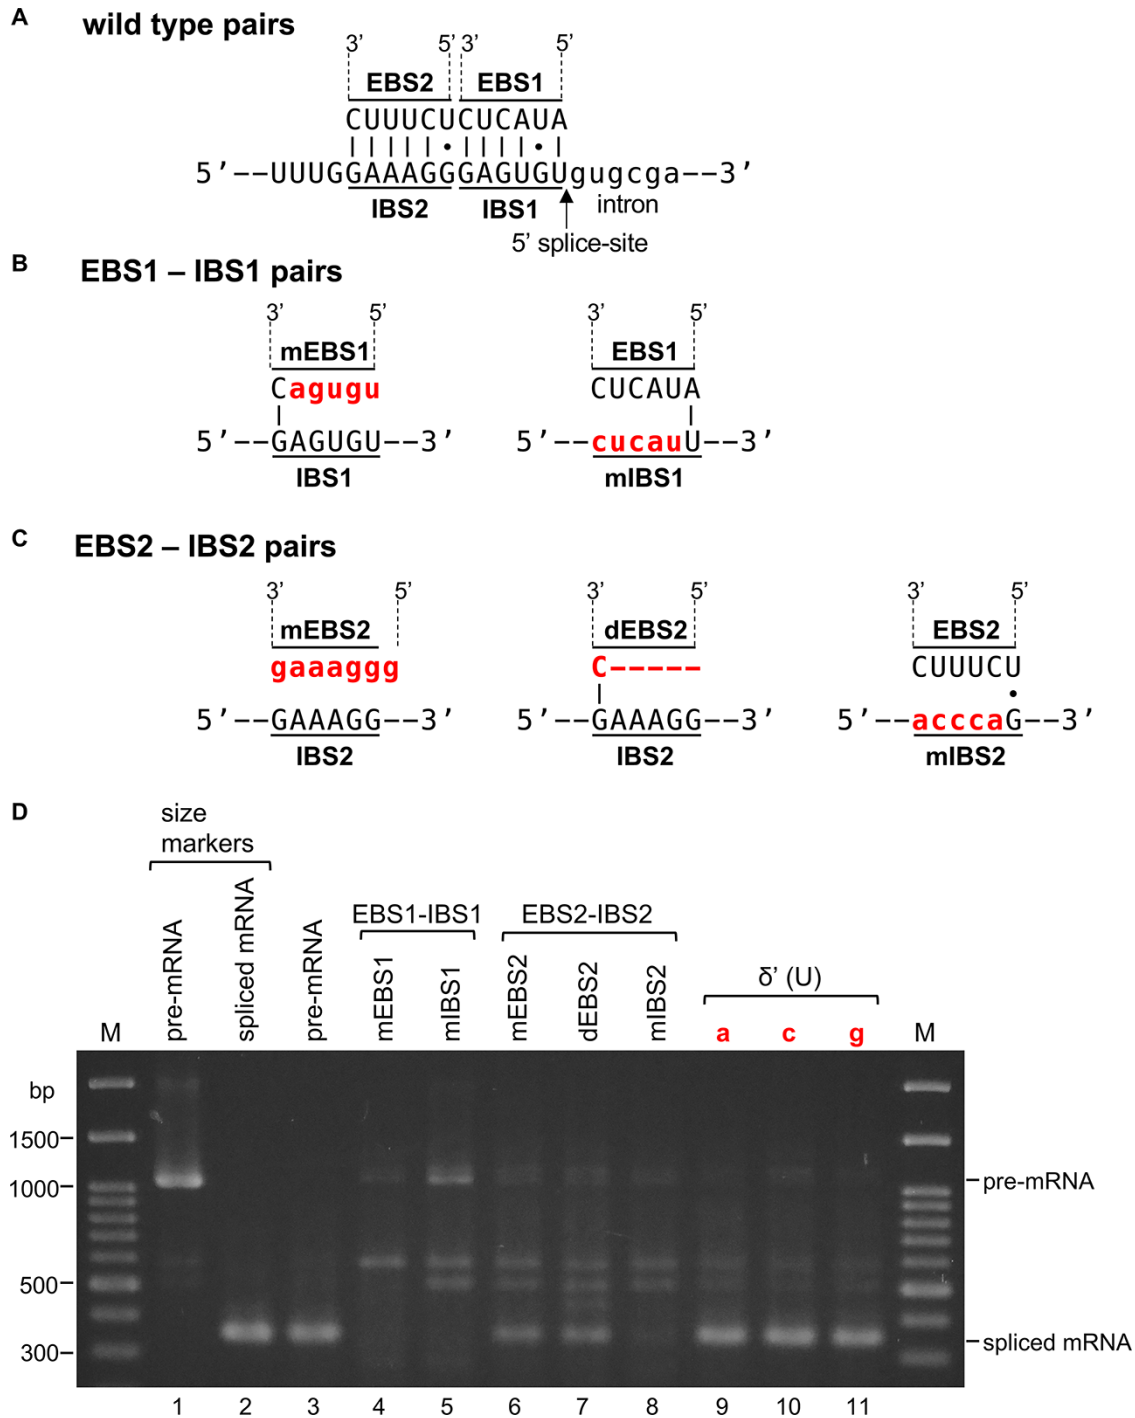 A wild type pairs
3’ 5’ 3’ 5’
EBS2 EBS1
CUUUCUCUCAUA
5’--UUUGGAAAGGGAGUGUgugcga--3’
IBS2 IBS1 intron
5’ splice-site
B EBS1 – IBS1 pairs
3’ 5’ 3’ 5’
mEBS1 EBS1
Cagugu CUCAUA
5’--GAGUGU--3’ 5’--cucauU--3’
IBS1 mIBS1
C EBS2 – IBS2 pairs
3’ 5’ 3’ 5’ 3’ 5’
mEBS2 dEBS2 EBS2
gaaaggg C----- CUUUCU
5’--GAAAGG--3’ 5’--GAAAGG--3’ 5’--acccaG--3’
IBS2 IBS2 mIBS2
D size
markers
EBS1-IBS1 EBS2-IBS2
δ’ (U)
M pre-mRNA spliced mRNA pre-mRNA mEBS1 mIBS1 mEBS2 dEBS2 mIBS2 a c g M
bp
1500
1000 pre-mRNA
500
300 spliced mRNA
1 2 3 4 5 6 7 8 9 10 11